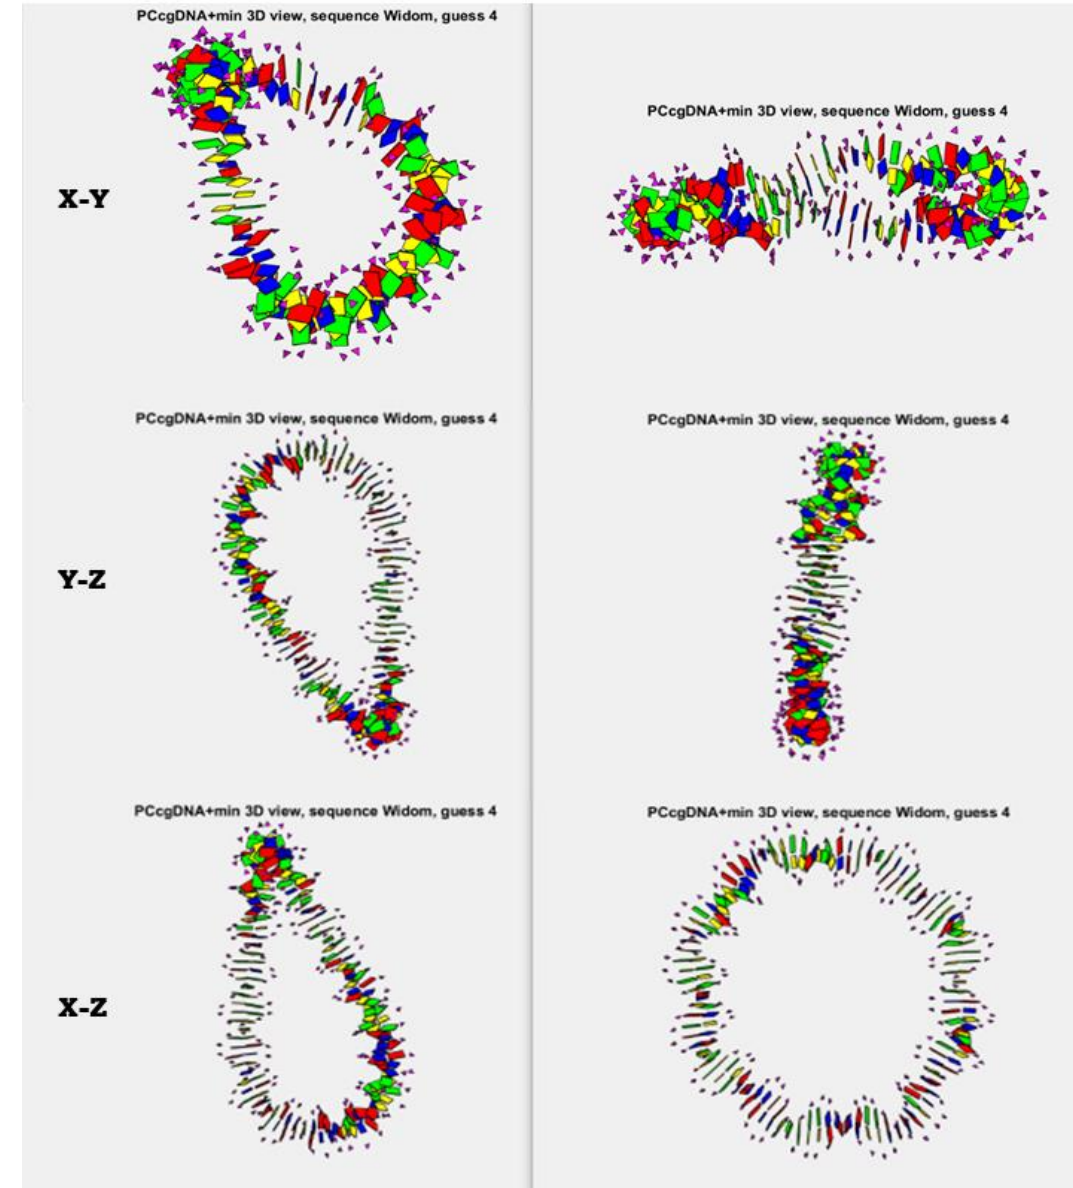 PCcgDNA+min 3D view, sequence Widom, guess 4
PCcgDNA+min 3D view, sequence Widom, guess 4
X-Y
PCcgDNA+min 3D view, sequence Widom, guess 4
PCcgDNA+min 3D view, sequence Widom, guess 4
Y-Z
PCcgDNA+min 3D view, sequence Widom, guess 4
PCcgDNA+min 3D view, sequence Widom, guess 4
X-Z